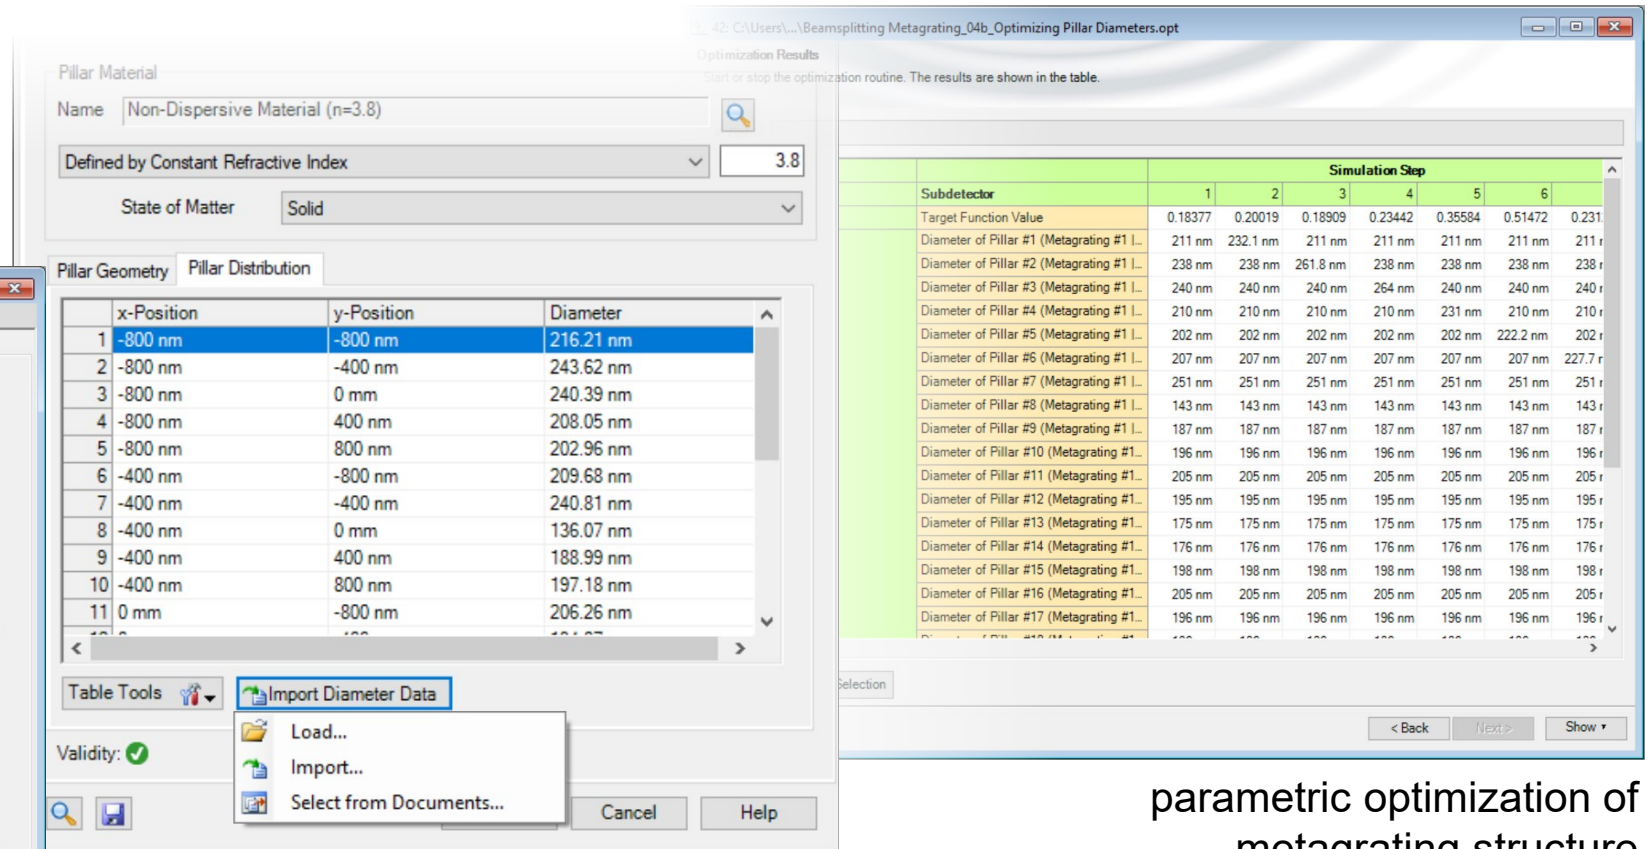 Pillar Material
Name Non-Dispersive Material (n=3.8)
Defined by Constant Refractive Index 3.8
State of Matter Solid
Pillar Geometry Pillar Distribution
x-Position y-Position Diameter
1 -800 nm -800 nm 216.21 nm
2 -800 nm -400 nm 243.62 nm
3 -800 nm 0 mm 240.39 nm
4 -800 nm 400 nm 208.05 nm
5 -800 nm 800 nm 202.96 nm
6 -400 nm -800 nm 209.68 nm
7 -400 nm -400 nm 240.81 nm
8 -400 nm 0 mm 136.07 nm
9 -400 nm 400 nm 188.99 nm
10 -400 nm 800 nm 197.18 nm
11 0 mm -800 nm 206.26 nm
Table Tools Import Diameter Data
Load...
Import...
Select from Documents...
Validity:
Cancel Help
42: C:\Users\...\Beamsplitting Metagrating_04b_Optimizing Pillar Diameters.opt
Optimization Results
Start or stop the optimization routine. The results are shown in the table.
Simulation Step
Subdetector 1 2 3 4 5 6
Target Function Value 0.18377 0.20019 0.18909 0.23442 0.35584 0.51472 0.231
Diameter of Pillar #1 (Metagrating #1 |... 211 nm 232.1 nm 211 nm 211 nm 211 nm 211 nm 211
Diameter of Pillar #2 (Metagrating #1 |... 238 nm 238 nm 261.8 nm 238 nm 238 nm 238 nm 238
Diameter of Pillar #3 (Metagrating #1 |... 240 nm 240 nm 240 nm 264 nm 240 nm 240 nm 240
Diameter of Pillar #4 (Metagrating #1 |... 210 nm 210 nm 210 nm 210 nm 231 nm 210 nm 210
Diameter of Pillar #5 (Metagrating #1 |... 202 nm 202 nm 202 nm 202 nm 202 nm 222.2 nm 202
Diameter of Pillar #6 (Metagrating #1 |... 207 nm 207 nm 207 nm 207 nm 207 nm 207 nm 227.7
Diameter of Pillar #7 (Metagrating #1 |... 251 nm 251 nm 251 nm 251 nm 251 nm 251 nm 251
Diameter of Pillar #8 (Metagrating #1 |... 143 nm 143 nm 143 nm 143 nm 143 nm 143 nm 143
Diameter of Pillar #9 (Metagrating #1 |... 187 nm 187 nm 187 nm 187 nm 187 nm 187 nm 187
Diameter of Pillar #10 (Metagrating #1... 196 nm 196 nm 196 nm 196 nm 196 nm 196 nm 196
Diameter of Pillar #11 (Metagrating #1... 205 nm 205 nm 205 nm 205 nm 205 nm 205 nm 205
Diameter of Pillar #12 (Metagrating #1... 195 nm 195 nm 195 nm 195 nm 195 nm 195 nm 195
Diameter of Pillar #13 (Metagrating #1... 175 nm 175 nm 175 nm 175 nm 175 nm 175 nm 175
Diameter of Pillar #14 (Metagrating #1... 176 nm 176 nm 176 nm 176 nm 176 nm 176 nm 176
Diameter of Pillar #15 (Metagrating #1... 198 nm 198 nm 198 nm 198 nm 198 nm 198 nm 198
Diameter of Pillar #16 (Metagrating #1... 205 nm 205 nm 205 nm 205 nm 205 nm 205 nm 205
Diameter of Pillar #17 (Metagrating #1... 196 nm 196 nm 196 nm 196 nm 196 nm 196 nm 196
Selection
< Back Next > Show
parametric optimization of
metagrating structure